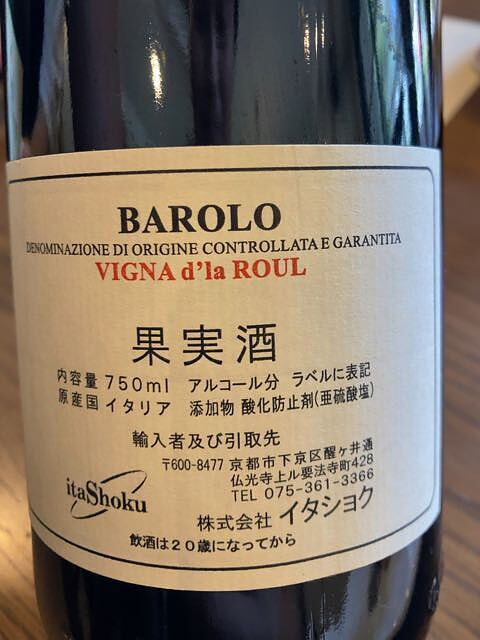 BAROLO
DENOMINAZIONE DI ORIGINE CONTROLLATA E GARANTITA
VIGNA d'la ROUL
果実酒
内容量 750ml アルコール分 ラベルに表記
原産国 イタリア 添加物 酸化防止剤(亜硫酸塩)
輸入者及び引取先
〒600-8477 京都市下京区醒ヶ井通
仏光寺上ル要法寺町428
TEL 075-361-3366
itaShoku
株式会社 イタショク
飲酒は20歳になってから